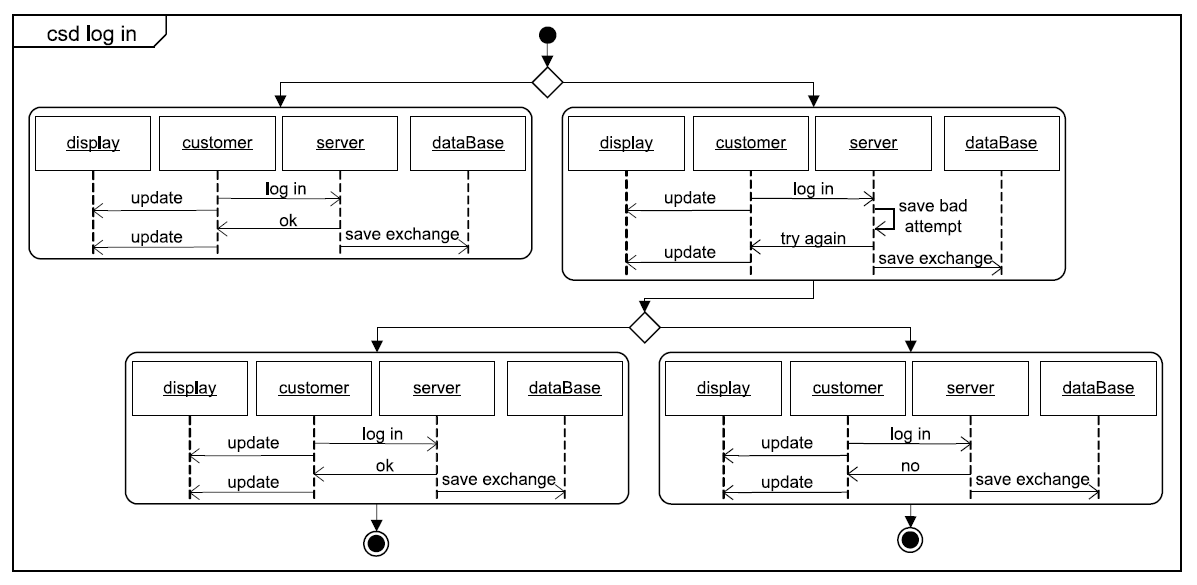 csd log in
display customer server dataBase
log in
update
ok
update
save exchange
display customer server dataBase
log in
update
save bad
attempt
try again
update
save exchange
display customer server dataBase
log in
update
ok
update
save exchange
display customer server dataBase
log in
update
no
update
save exchange